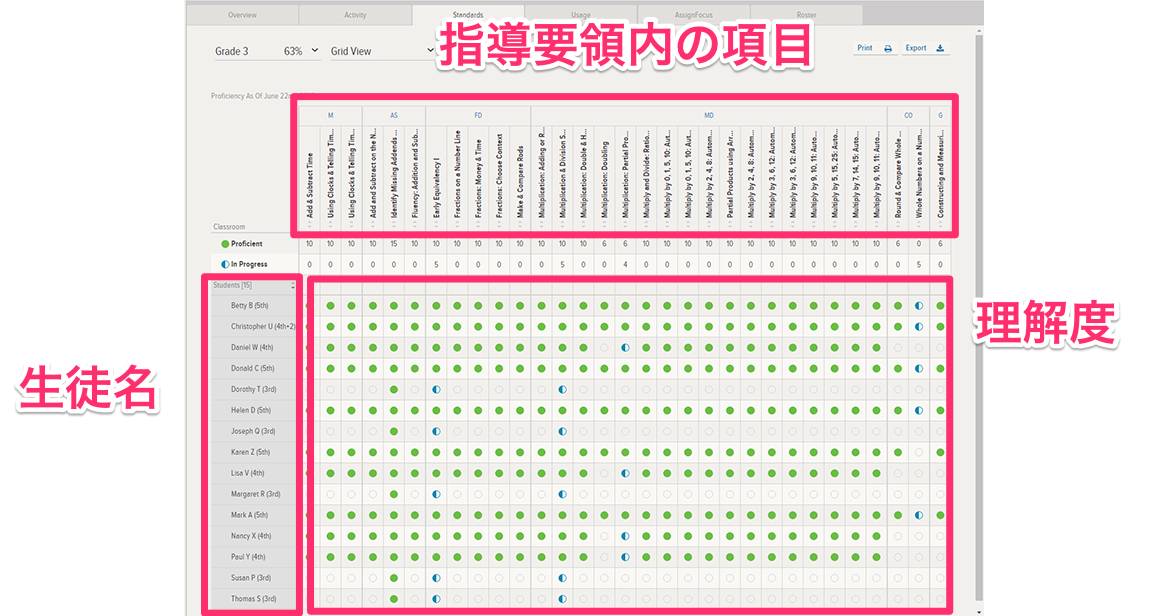 Overview Activity Standards Usage AssignFocus Roster
指導要領内の項目
Grade 3 63% Grid View
Print Export
Proficiency As Of June 22n
M AS FD MD CO G
Add & Subtract Time
Using Clocks & Telling Tim...
Using Clocks & Telling Tim...
Add and Subtract on the N...
Identify Missing Addends ...
Fluency: Addition and Sub...
Early Equivalency I
Fractions on a Number Line
Fractions: Money & Time
Fractions: Choose Context
Make & Compare Rods
Multiplication: Adding or R...
Multiplication & Division S...
Multiplication: Double & H...
Multiplication: Doubling
Multiplication: Partial Pro...
Multiply and Divide: Ratio...
Multiply by 0, 1, 5, 10: Aut...
Multiply by 0, 1, 5, 10: Aut...
Multiply by 2, 4, 8: Autom...
Partial Products using Arr...
Multiply by 2, 4, 8: Autom...
Multiply by 3, 6, 12: Autom...
Multiply by 3, 6, 12: Autom...
Multiply by 9, 10, 11: Autom...
Multiply by 5, 15, 25: Autom...
Multiply by 7, 14, 15: Autom...
Multiply by 9, 10, 11: Autom...
Round & Compare Whole ...
Whole Numbers on a Num...
Constructing and Measuri...
Classroom
Proficient 10 10 10 10 15 10 10 10 10 10 10 10 10 10 6 6 10 10 10 10 10 10 10 10 10 10 10 10 6 0 6
In Progress 0 0 0 0 0 0 5 0 0 0 0 0 5 0 0 4 0 0 0 0 0 0 0 0 0 0 0 0 0 5 0
Students [15]
Betty B (5th)
Christopher U (4th+2)
Daniel W (4th)
Donald C (5th)
Dorothy T (3rd)
Helen D (5th)
Joseph Q (3rd)
Karen Z (5th)
Lisa V (4th)
Margaret R (3rd)
Mark A (5th)
Nancy X (4th)
Paul Y (4th)
Susan P (3rd)
Thomas S (3rd)
生徒名
理解度